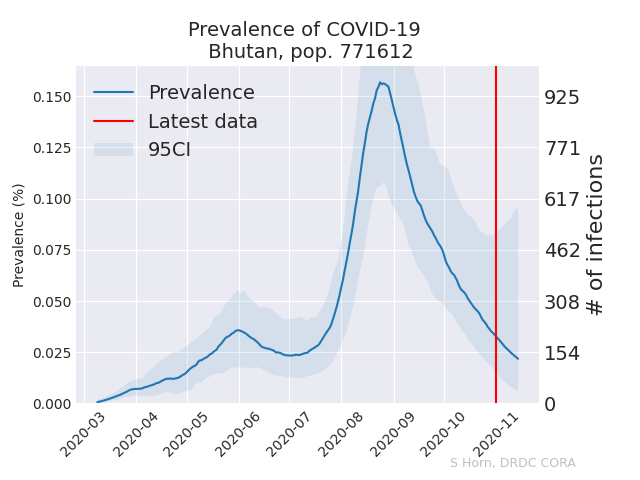 Prevalence of COVID-19
Bhutan, pop. 771612
Prevalence
Latest data
95CI
Prevalence (%)
0.150
0.125
0.100
0.075
0.050
0.025
0.000
925
771
617
462
308
154
0
# of infections
2020-03
2020-04
2020-05
2020-06
2020-07
2020-08
2020-09
2020-10
2020-11
S Horn, DRDC CORA